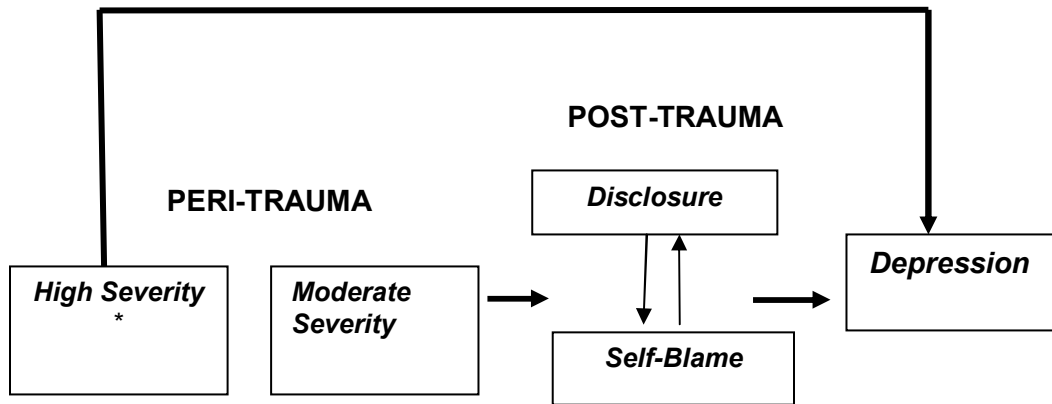 POST-TRAUMA
PERI-TRAUMA
Disclosure
Depression
High Severity
*
Moderate
Severity
Self-Blame